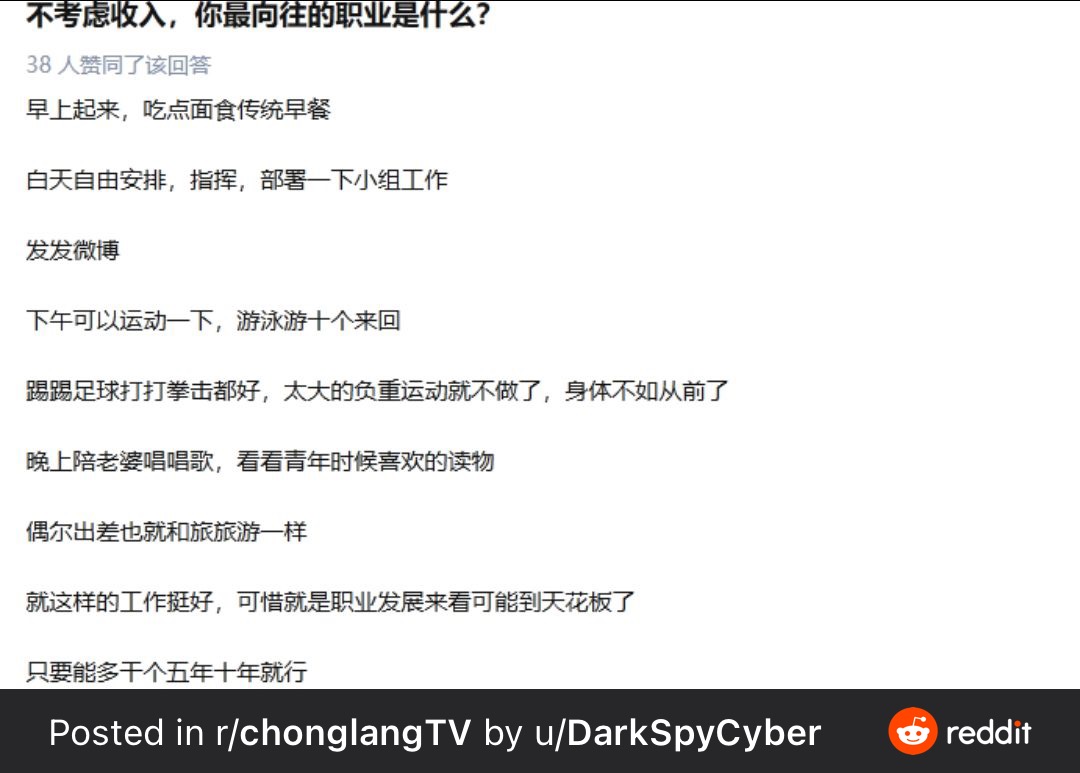 不考虑收入，你最向往的职业是什么？
38 人赞同了该回答
早上起来，吃点面食传统早餐
白天自由安排，指挥，部署一下小组工作
发发微博
下午可以运动一下，游泳游十个来回
踢踢足球打打拳击都好，太大的负重运动就不做了，身体不如从前了
晚上陪老婆唱唱歌，看看青年时候喜欢的读物
偶尔出差也就和旅旅游一样
就这样的工作挺好，可惜就是职业发展来看可能到天花板了
只要能多干个五年十年就行
Posted in r/chonglangTV by u/DarkSpyCyber
reddit